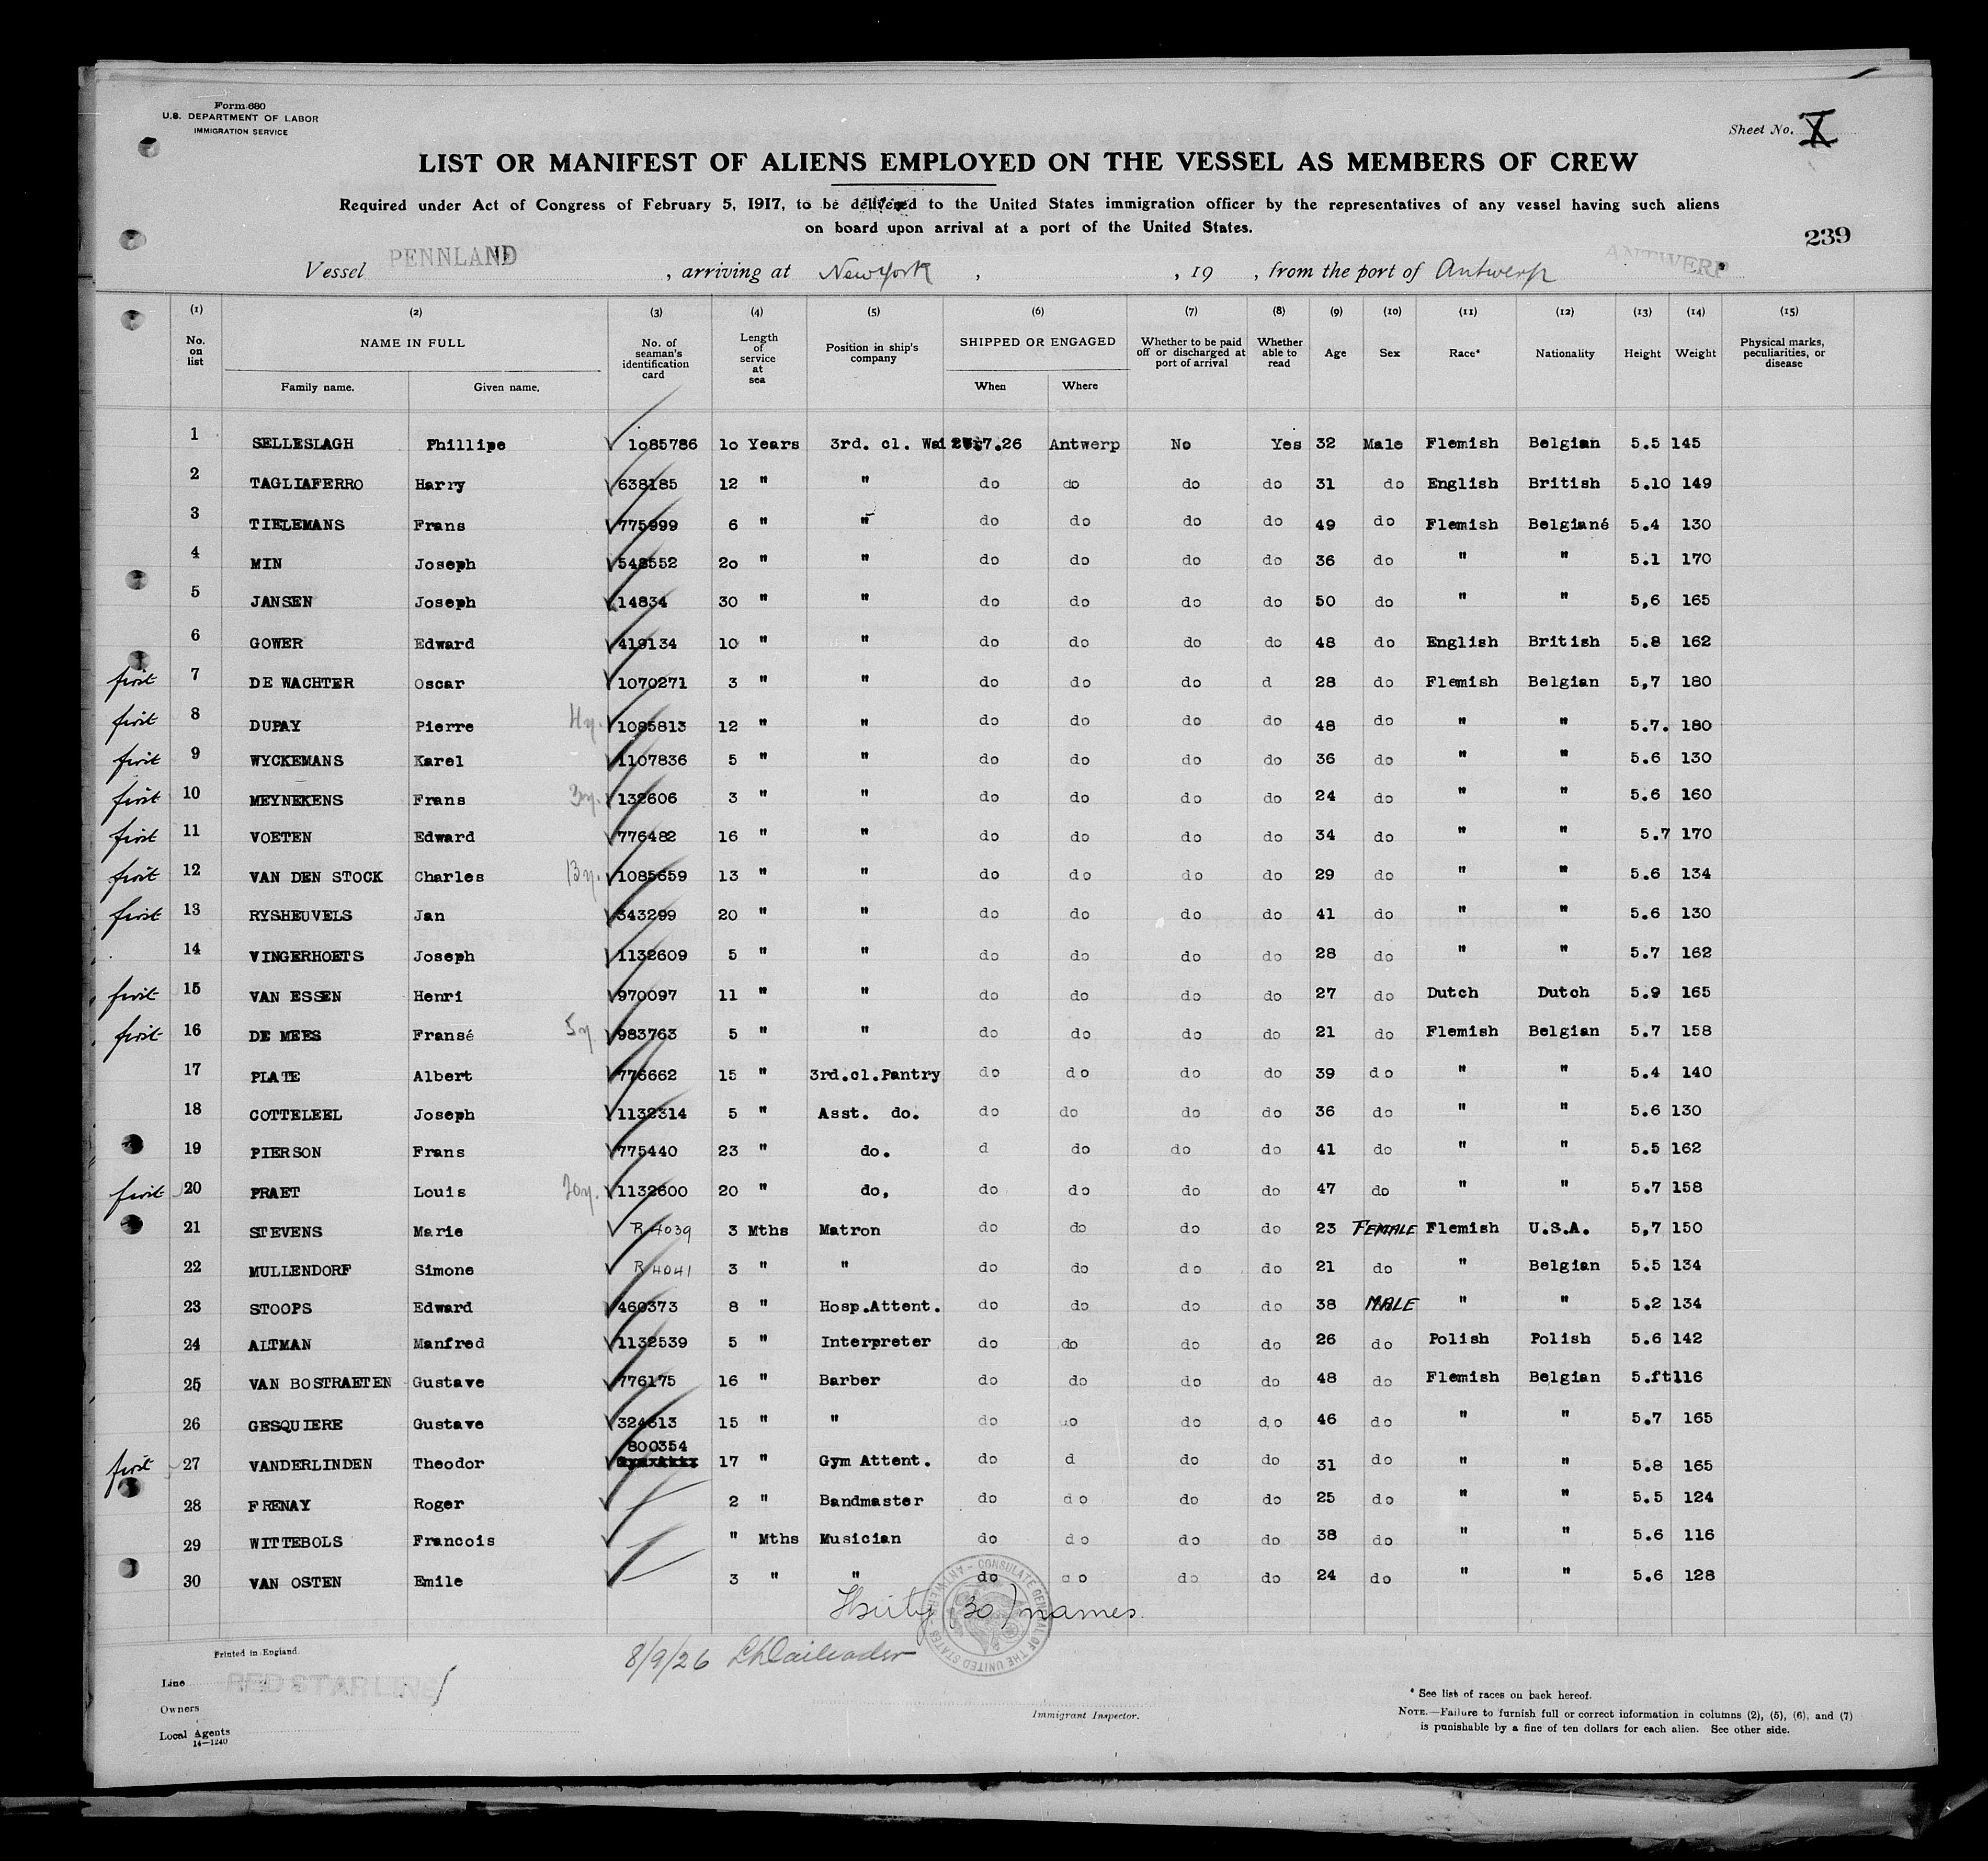 Form 680
U.S. DEPARTMENT OF LABOR
IMMIGRATION SERVICE
Sheet No.
LIST OR MANIFEST OF ALIENS EMPLOYED ON THE VESSEL AS MEMBERS OF CREW
Required under Act of Congress of February 5, 1917, to be delivered to the United States immigration officer by the representatives of any vessel having such aliens
on board upon arrival at a port of the United States.
239
Vessel PENNLAND , arriving at New York , , 19 , from the port of Antwerp ANTWERP
(1) (2) (3) (4) (5) (6) (7) (8) (9) (10) (11) (12) (13) (14) (15)
No. on list NAME IN FULL Family name. Given name. No. of seaman's identification card Length of service at sea Position in ship's company SHIPPED OR ENGAGED When Where Whether to be paid off or discharged at port of arrival Whether able to read Age Sex Race* Nationality Height Weight Physical marks, peculiarities, or disease
1 SELLESLAGH Phillipe 1o85786 1o Years 3rd. cl. Wai .7.26 Antwerp No Yes 32 Male Flemish Belgian 5.5 145
2 TAGLIAFERRO Harry 638185 12 " " do do do do 31 do English British 5.10 149
3 TIELEMANS Frans 775999 6 " " do do do do 49 do Flemish Belgiané 5.4 130
4 MIN Joseph 548552 2o " " do do do do 36 do " " 5.1 170
5 JANSEN Joseph 14834 30 " " do do do do 50 do " " 5,6 165
6 GOWER Edward 419134 10 " " do do do do 48 do English British 5.8 162
first 7 DE WACHTER Oscar 1070271 3 " " do do do d 28 do Flemish Belgian 5,7 180
first 8 DUPAY Pierre 11y. 1085813 12 " " do do do do 48 do " " 5.7. 180
first 9 WYCKEMANS Karel 1107836 5 " " do do do do 36 do " " 5.6 130
first 10 MEYNEKENS Frans 3y. 132606 3 " " do do do do 24 do " " 5.6 160
first 11 VOETEN Edward 776482 16 " " do do do do 34 do " " 5.7 170
first 12 VAN DEN STOCK Charles 13y. 1085659 13 " " do do do do 29 do " " 5.6 134
first 13 RYSHEUVELS Jan 343299 20 " " do do do do 41 do " " 5.6 130
14 VINGERHOETS Joseph 1132609 5 " " do do do do 28 do " " 5.7 162
first 15 VAN ESSEN Henri 970097 11 " " do do do do 27 do Dutch Dutch 5.9 165
first 16 DE MEES Fransé 5y 983763 5 " " do do do do 21 do Flemish Belgian 5.7 158
17 PLATE Albert 776662 15 " 3rd.cl.Pantry do do do do 39 do " " 5.4 140
18 COTTELEEL Joseph 1132314 5 " Asst. do. do do do do 36 do " " 5.6 130
19 PIERSON Frans 775440 23 " do. d do do do 41 do " " 5.5 162
first 20 PRAET Louis 20y. 1132600 20 " do, do do do do 47 do " " 5.7 158
21 STEVENS Marie R 4039 3 Mths Matron do do do do 23 FEMALE Flemish U.S.A. 5,7 150
22 MULLENDORF Simone R 4041 3 " " do do do do 21 do " Belgian 5.5 134
23 STOOPS Edward 460373 8 " Hosp.Attent. do do do do 38 MALE " " 5.2 134
24 ALTMAN Manfred 1132539 5 " Interpreter do do do do 26 do Polish Polish 5.6 142
25 VAN BOSTRAETEN Gustave 776175 16 " Barber do do do do 48 do Flemish Belgian 5.ft116
26 GESQUIERE Gustave 324613 15 " " do do do do 46 do " " 5.7 165
first 27 VANDERLINDEN Theodor 800354 17 " Gym Attent. do d do do 31 do " " 5.8 165
28 FRENAY Roger 2 " Bandmaster do do do do 25 do " " 5.5 124
29 WITTEBOLS Francois " Mths Musician do do do do 38 do " " 5.6 116
30 VAN OSTEN Emile 3 " " do do do do 24 do " " 5.6 128
Thirty (30) names
CONSULATE GENERAL OF THE UNITED STATES - ANTWERP -
8/9/26
Printed in England.
Line RED STAR LINE
Owners
Local Agents
14—1240
Immigrant Inspector.
* See list of races on back hereof.
NOTE.—Failure to furnish full or correct information in columns (2), (5), (6), and (7)
is punishable by a fine of ten dollars for each alien. See other side.